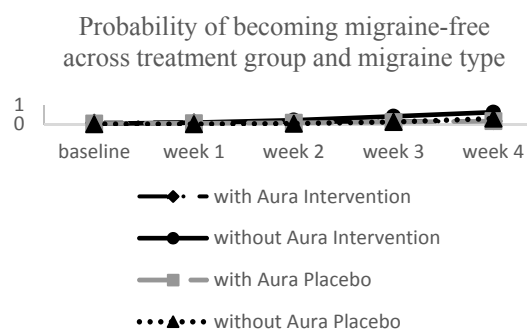 Probability of becoming migraine-free
across treatment group and migraine type
1
0
baseline week 1 week 2 week 3 week 4
with Aura Intervention
without Aura Intervention
with Aura Placebo
without Aura Placebo